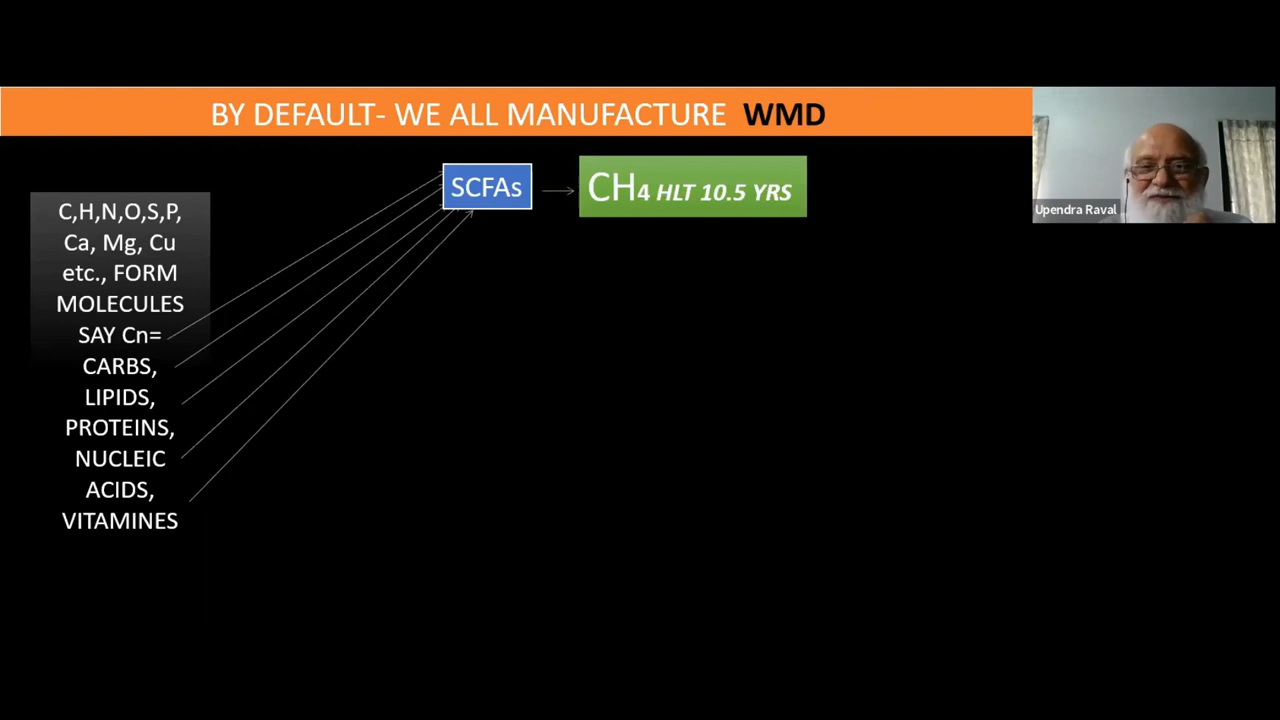 BY DEFAULT- WE ALL MANUFACTURE WMD
SCFAs
CH4 HLT 10.5 YRS
Upendra Raval
C,H,N,O,S,P,
Ca, Mg, Cu
etc., FORM
MOLECULES
SAY Cn=
CARBS,
LIPIDS,
PROTEINS,
NUCLEIC
ACIDS,
VITAMINES